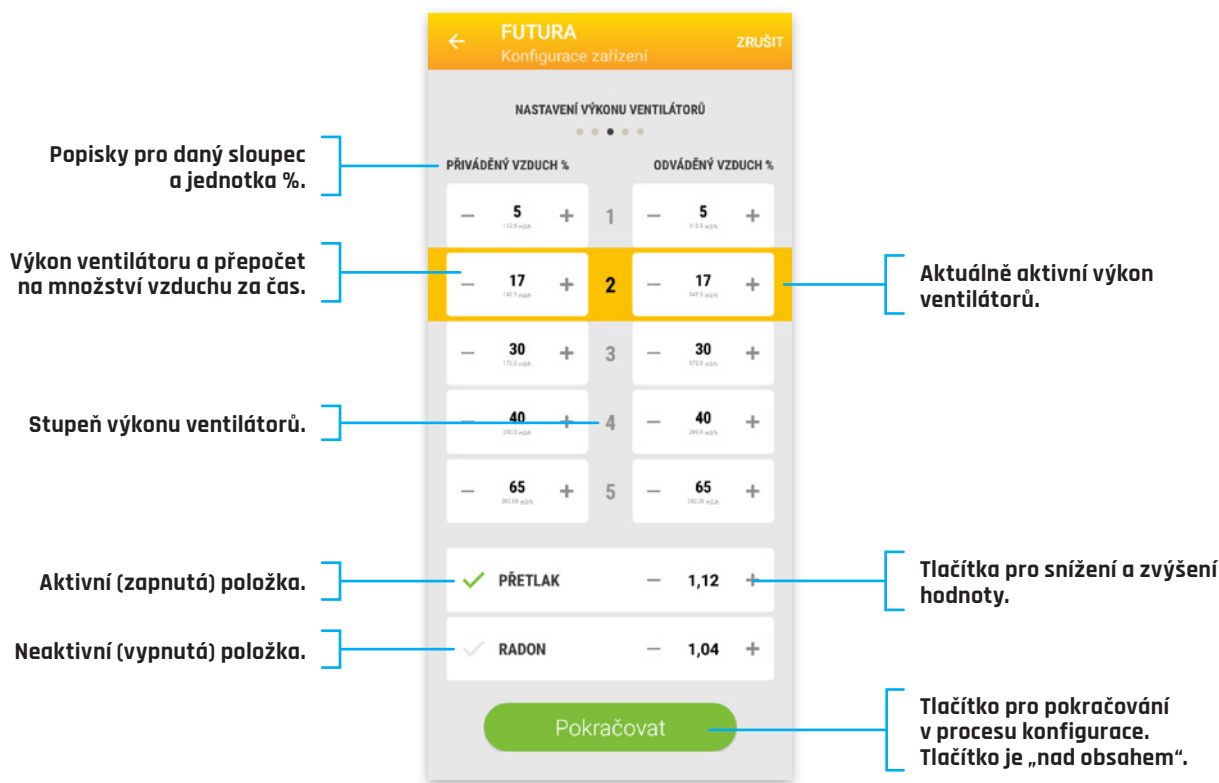 FUTURA
Konfigurace zařízení
ZRUŠIT
NASTAVENÍ VÝKONU VENTILÁTORŮ
Popisky pro daný sloupec
a jednotka %.
PŘIVÁDĚNÝ VZDUCH %
ODVÁDĚNÝ VZDUCH %
− 5 + 1 − 5 +
Výkon ventilátoru a přepočet
na množství vzduchu za čas.
− 17 + 2 − 17 +
Aktuálně aktivní výkon
ventilátorů.
− 30 + 3 − 30 +
Stupeň výkonu ventilátorů.
− 40 + 4 − 40 +
− 65 + 5 − 65 +
Aktivní (zapnutá) položka.
PŘETLAK − 1,12 +
Tlačítka pro snížení a zvýšení
hodnoty.
Neaktivní (vypnutá) položka.
RADON − 1,04 +
Pokračovat
Tlačítko pro pokračování
v procesu konfigurace.
Tlačítko je „nad obsahem“.